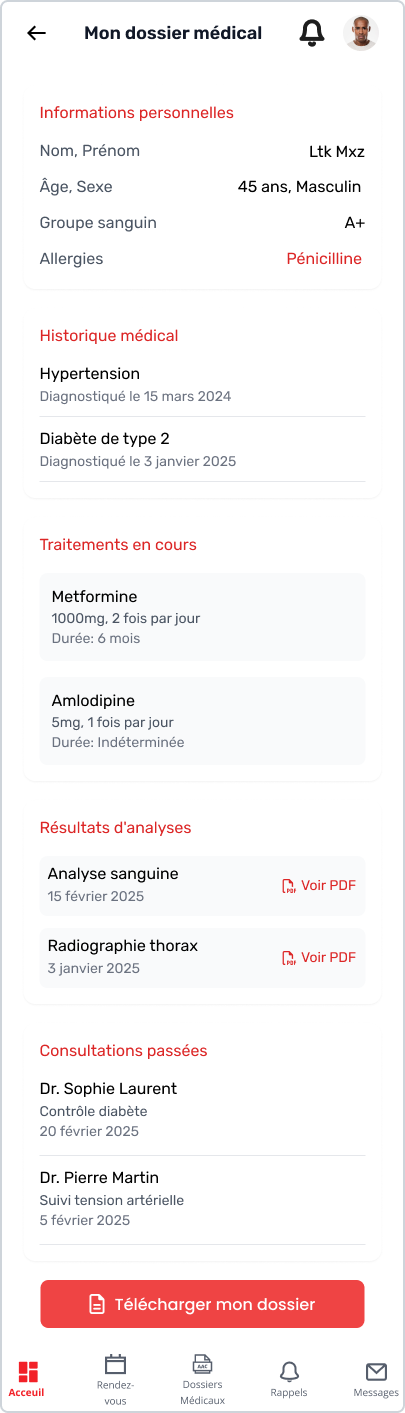 Mon dossier médical
Informations personnelles
Nom, Prénom Ltk Mxz
Âge, Sexe 45 ans, Masculin
Groupe sanguin A+
Allergies Pénicilline
Historique médical
Hypertension
Diagnostiqué le 15 mars 2024
Diabète de type 2
Diagnostiqué le 3 janvier 2025
Traitements en cours
Metformine
1000mg, 2 fois par jour
Durée: 6 mois
Amlodipine
5mg, 1 fois par jour
Durée: Indéterminée
Résultats d'analyses
Analyse sanguine
15 février 2025
PDF Voir PDF
Radiographie thorax
3 janvier 2025
PDF Voir PDF
Consultations passées
Dr. Sophie Laurent
Contrôle diabète
20 février 2025
Dr. Pierre Martin
Suivi tension artérielle
5 février 2025
Télécharger mon dossier
Acceuil
Rendez-
vous
AAC
Dossiers
Médicaux
Rappels
Messages